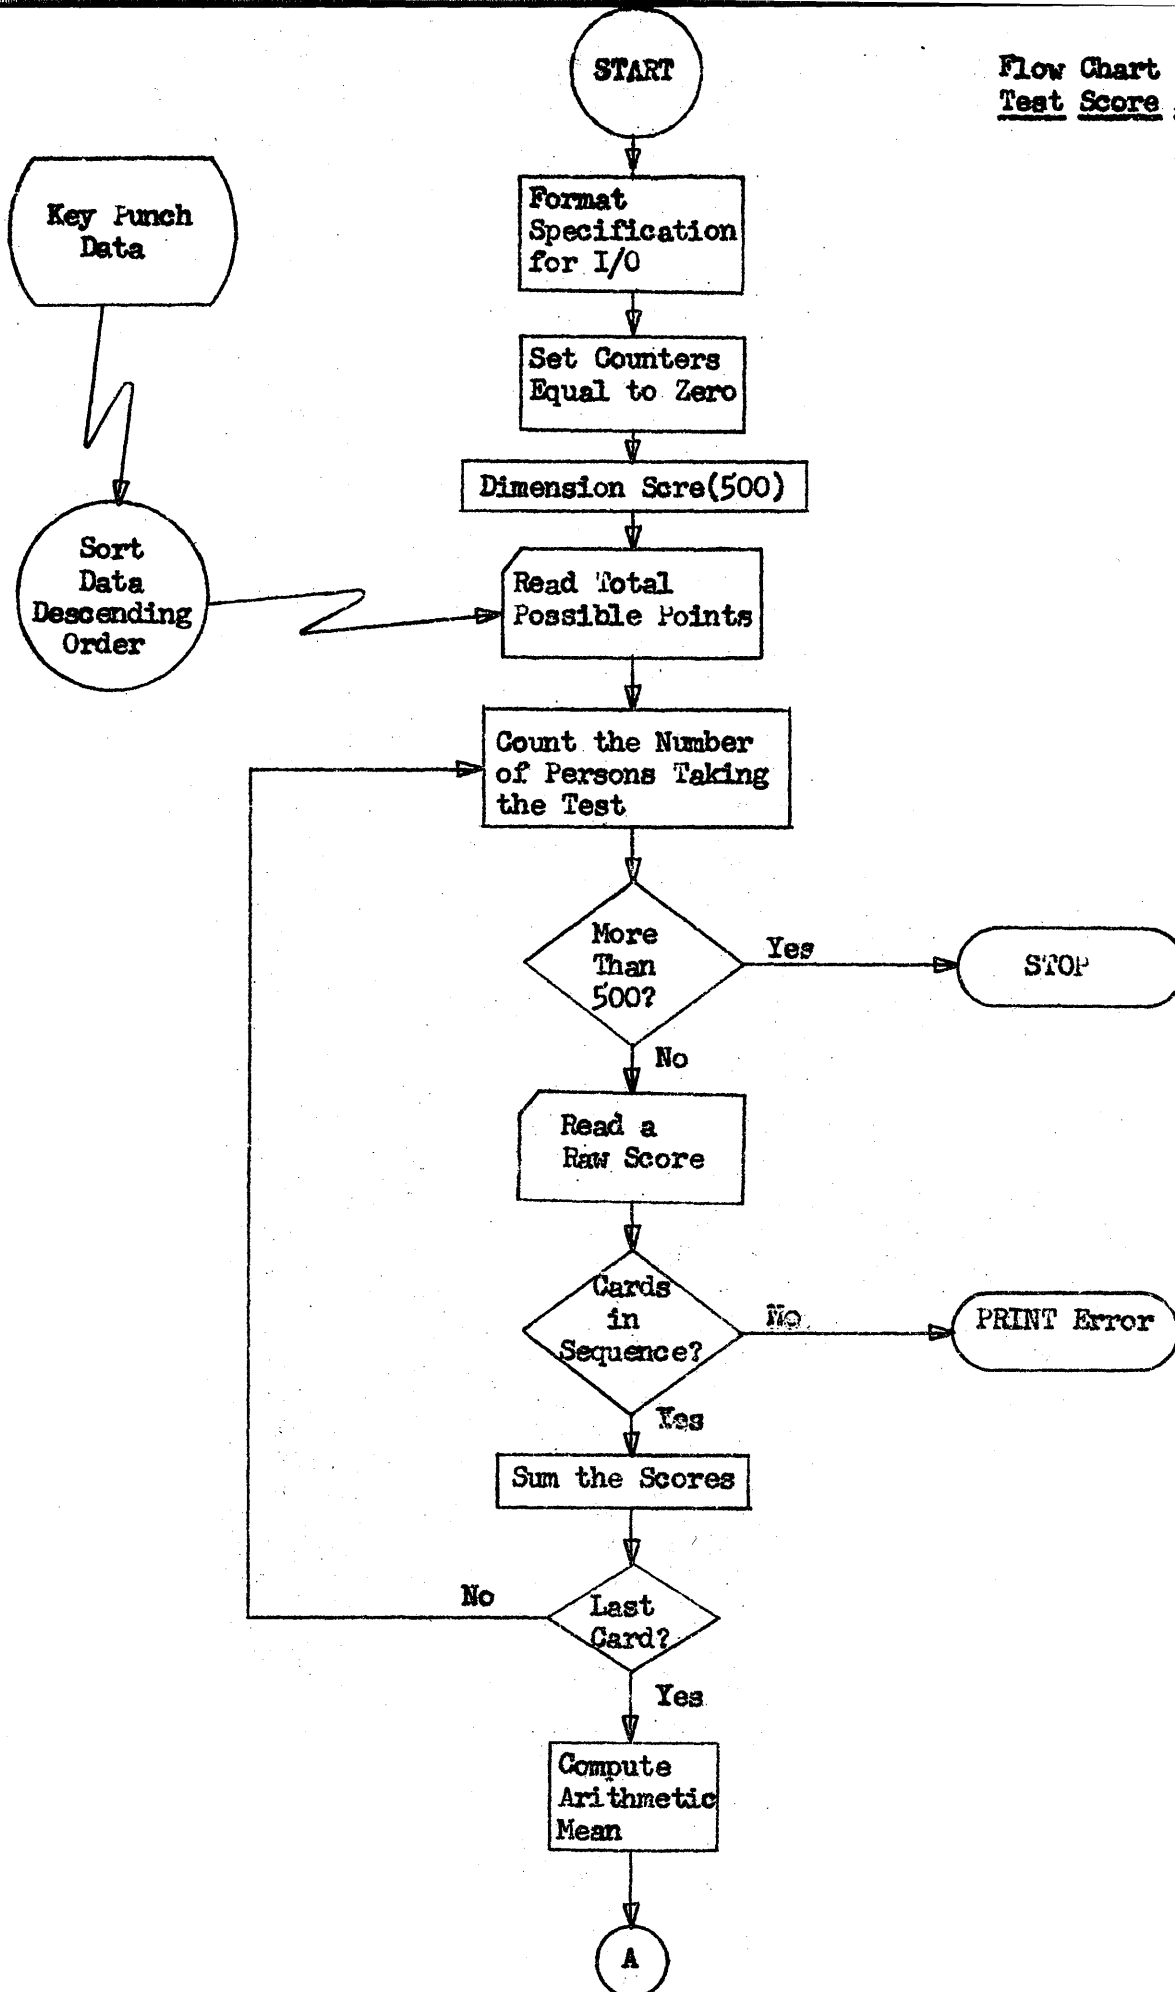 START
Flow Chart
Test Score
Key Punch
Data
Format
Specification
for I/O
Set Counters
Equal to Zero
Dimension Scre(500)
Sort
Data
Descending
Order
Read Total
Possible Points
Count the Number
of Persons Taking
the Test
More
Than
500?
Yes
STOP
No
Read a
Raw Score
Cards
in
Sequence?
No
PRINT Error
Yes
Sum the Scores
No
Last
Card?
Yes
Compute
Arithmetic
Mean
A